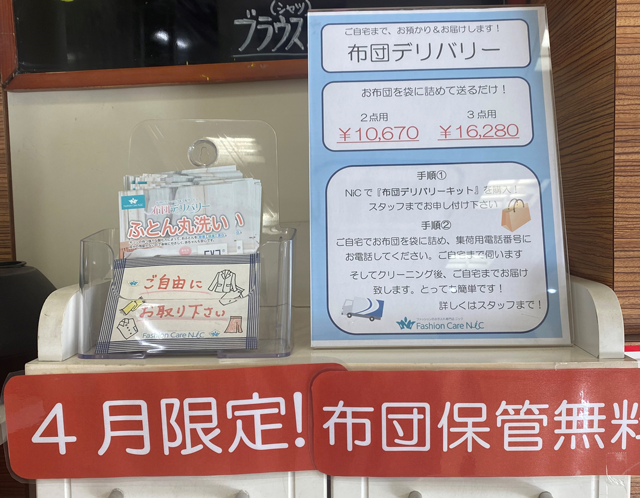 (シャツ)
ブラウス
ご自宅まで、お預かり&お届けします!
布団デリバリー
お布団を袋に詰めて送るだけ!
2点用 3点用
¥10,670 ¥16,280
手順①
NiCで『布団デリバリーキット』を購入!
スタッフまでお申し付け下さい
手順②
ご自宅でお布団を袋に詰め、集荷用電話番号に
お電話してください。ご自宅まで伺います
そしてクリーニング後、ご自宅までお届け
致します。とっても簡単です!
詳しくはスタッフまで!
Fashion Care NiC
布団デリバリー
ふとん丸洗い
ご自由に
お取り下さい
Fashion Care NiC
4月限定!
布団保管無料